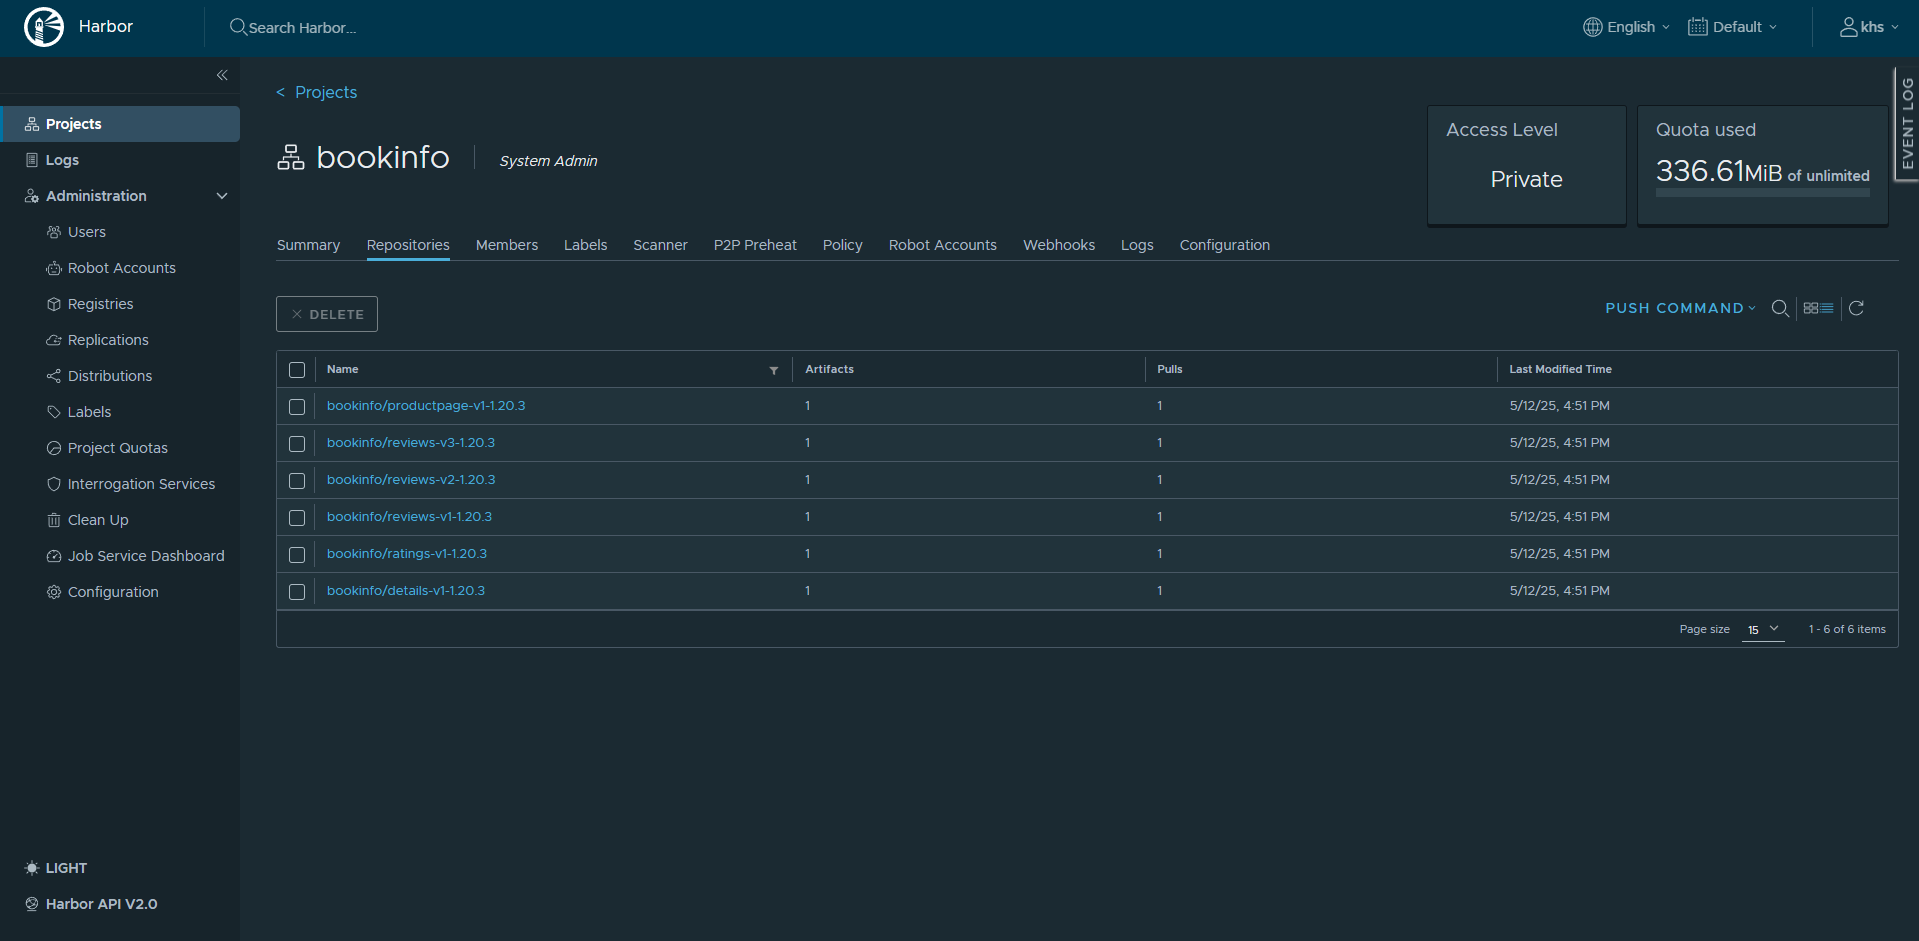 Harbor
Search Harbor...
English
Default
khs
EVENT LOG
Projects
Logs
Administration
Users
Robot Accounts
Registries
Replications
Distributions
Labels
Project Quotas
Interrogation Services
Clean Up
Job Service Dashboard
Configuration
LIGHT
Harbor API V2.0
< Projects
bookinfo
System Admin
Access Level
Private
Quota used
336.61MiB of unlimited
Summary Repositories Members Labels Scanner P2P Preheat Policy Robot Accounts Webhooks Logs Configuration
DELETE
PUSH COMMAND
Name Artifacts Pulls Last Modified Time
bookinfo/productpage-v1-1.20.3 1 1 5/12/25, 4:51 PM
bookinfo/reviews-v3-1.20.3 1 1 5/12/25, 4:51 PM
bookinfo/reviews-v2-1.20.3 1 1 5/12/25, 4:51 PM
bookinfo/reviews-v1-1.20.3 1 1 5/12/25, 4:51 PM
bookinfo/ratings-v1-1.20.3 1 1 5/12/25, 4:51 PM
bookinfo/details-v1-1.20.3 1 1 5/12/25, 4:51 PM
Page size 15 1 - 6 of 6 items